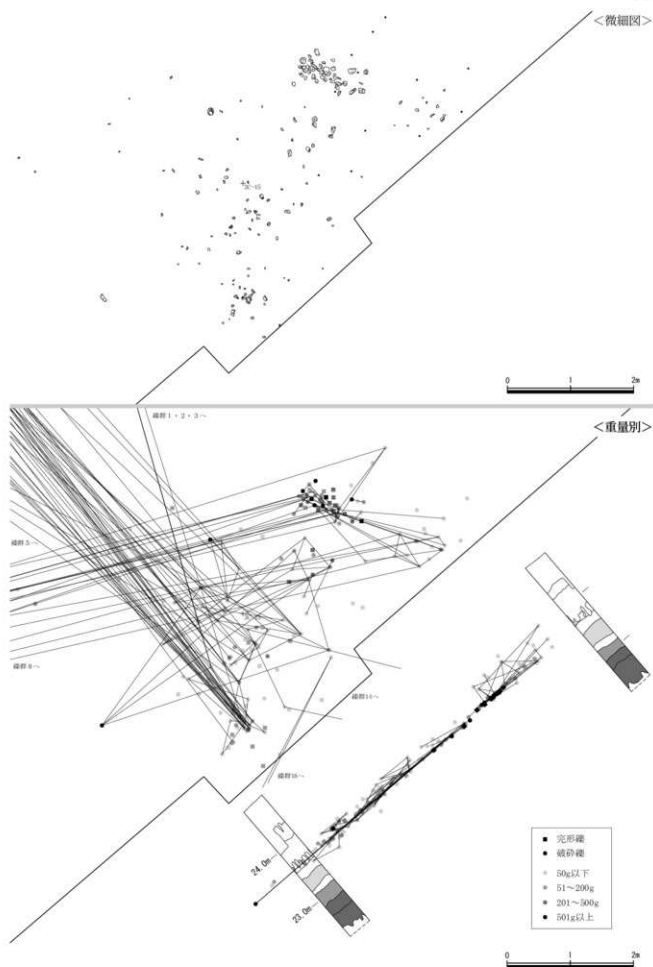 <微細図>
2C-45
0 1 2m
礫群1・2・3へ
<重量別>
礫群5へ
礫群8へ
礫群14へ
礫群16へ
24.0m
23.0m
■ 完形礫
● 破砕礫
50g以下
51～200g
201～500g
501g以上
0 1 2m